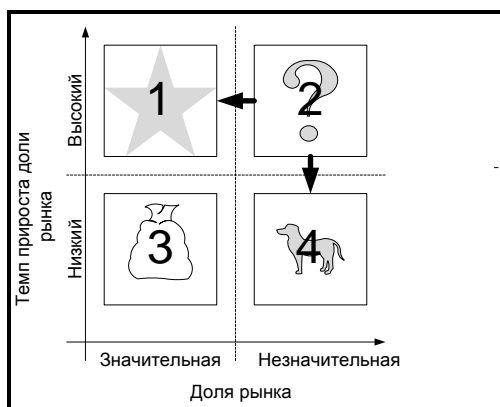 Темп прироста доли
рынка
Высокий
Низкий
1
2
3
4
Значительная
Незначительная
Доля рынка